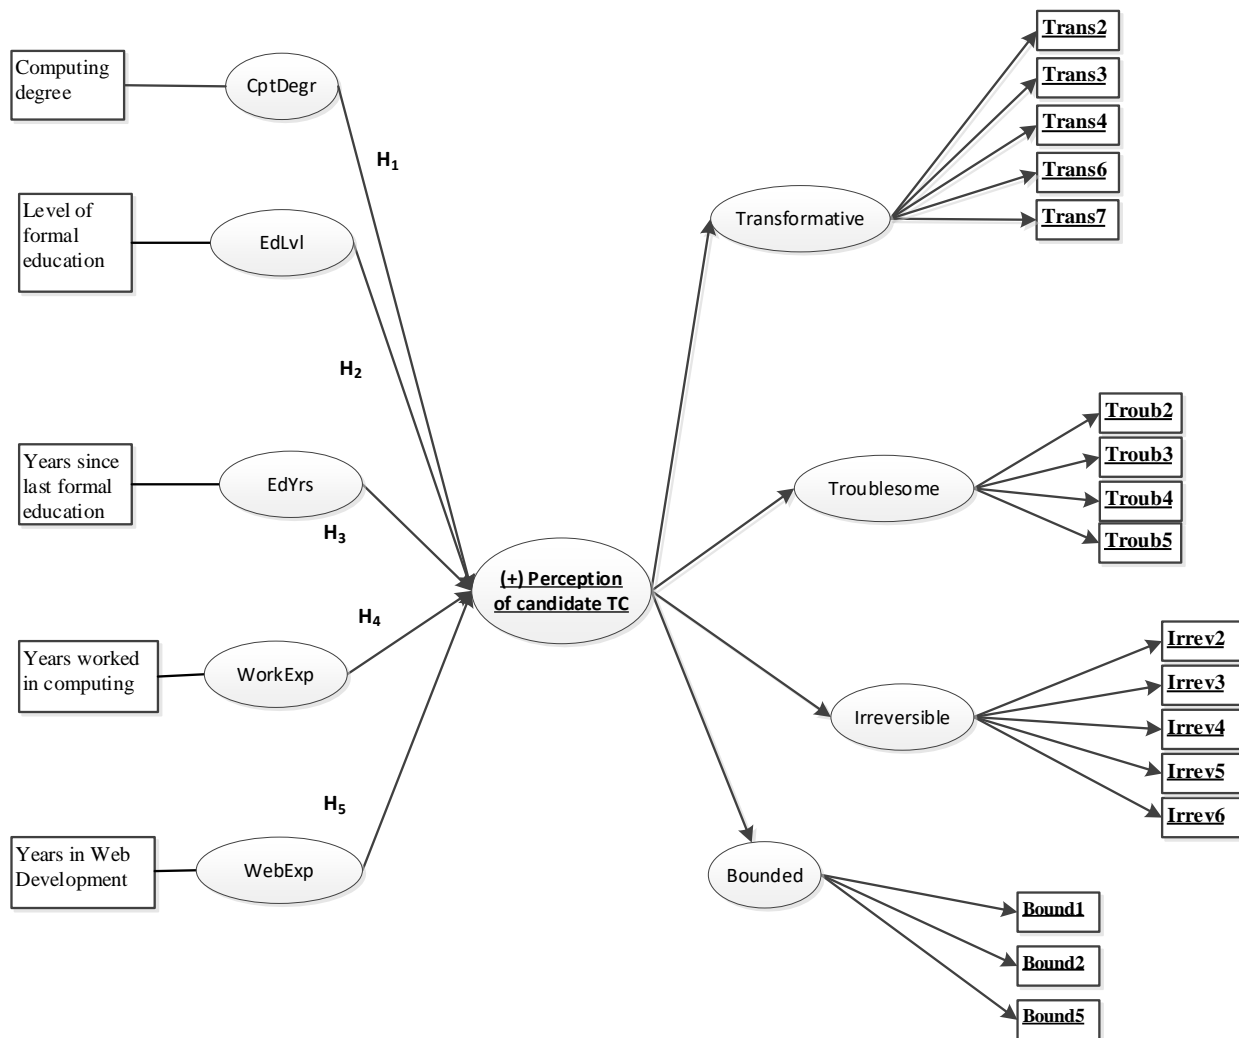 Computing
degree
CptDegr
H1
Level of
formal
education
EdLvl
H2
Years since
last formal
education
EdYrs
H3
(+) Perception
of candidate TC
H4
Years worked
in computing
WorkExp
H5
Years in Web
Development
WebExp
Transformative
Trans2
Trans3
Trans4
Trans6
Trans7
Troublesome
Troub2
Troub3
Troub4
Troub5
Irreversible
Irrev2
Irrev3
Irrev4
Irrev5
Irrev6
Bounded
Bound1
Bound2
Bound5